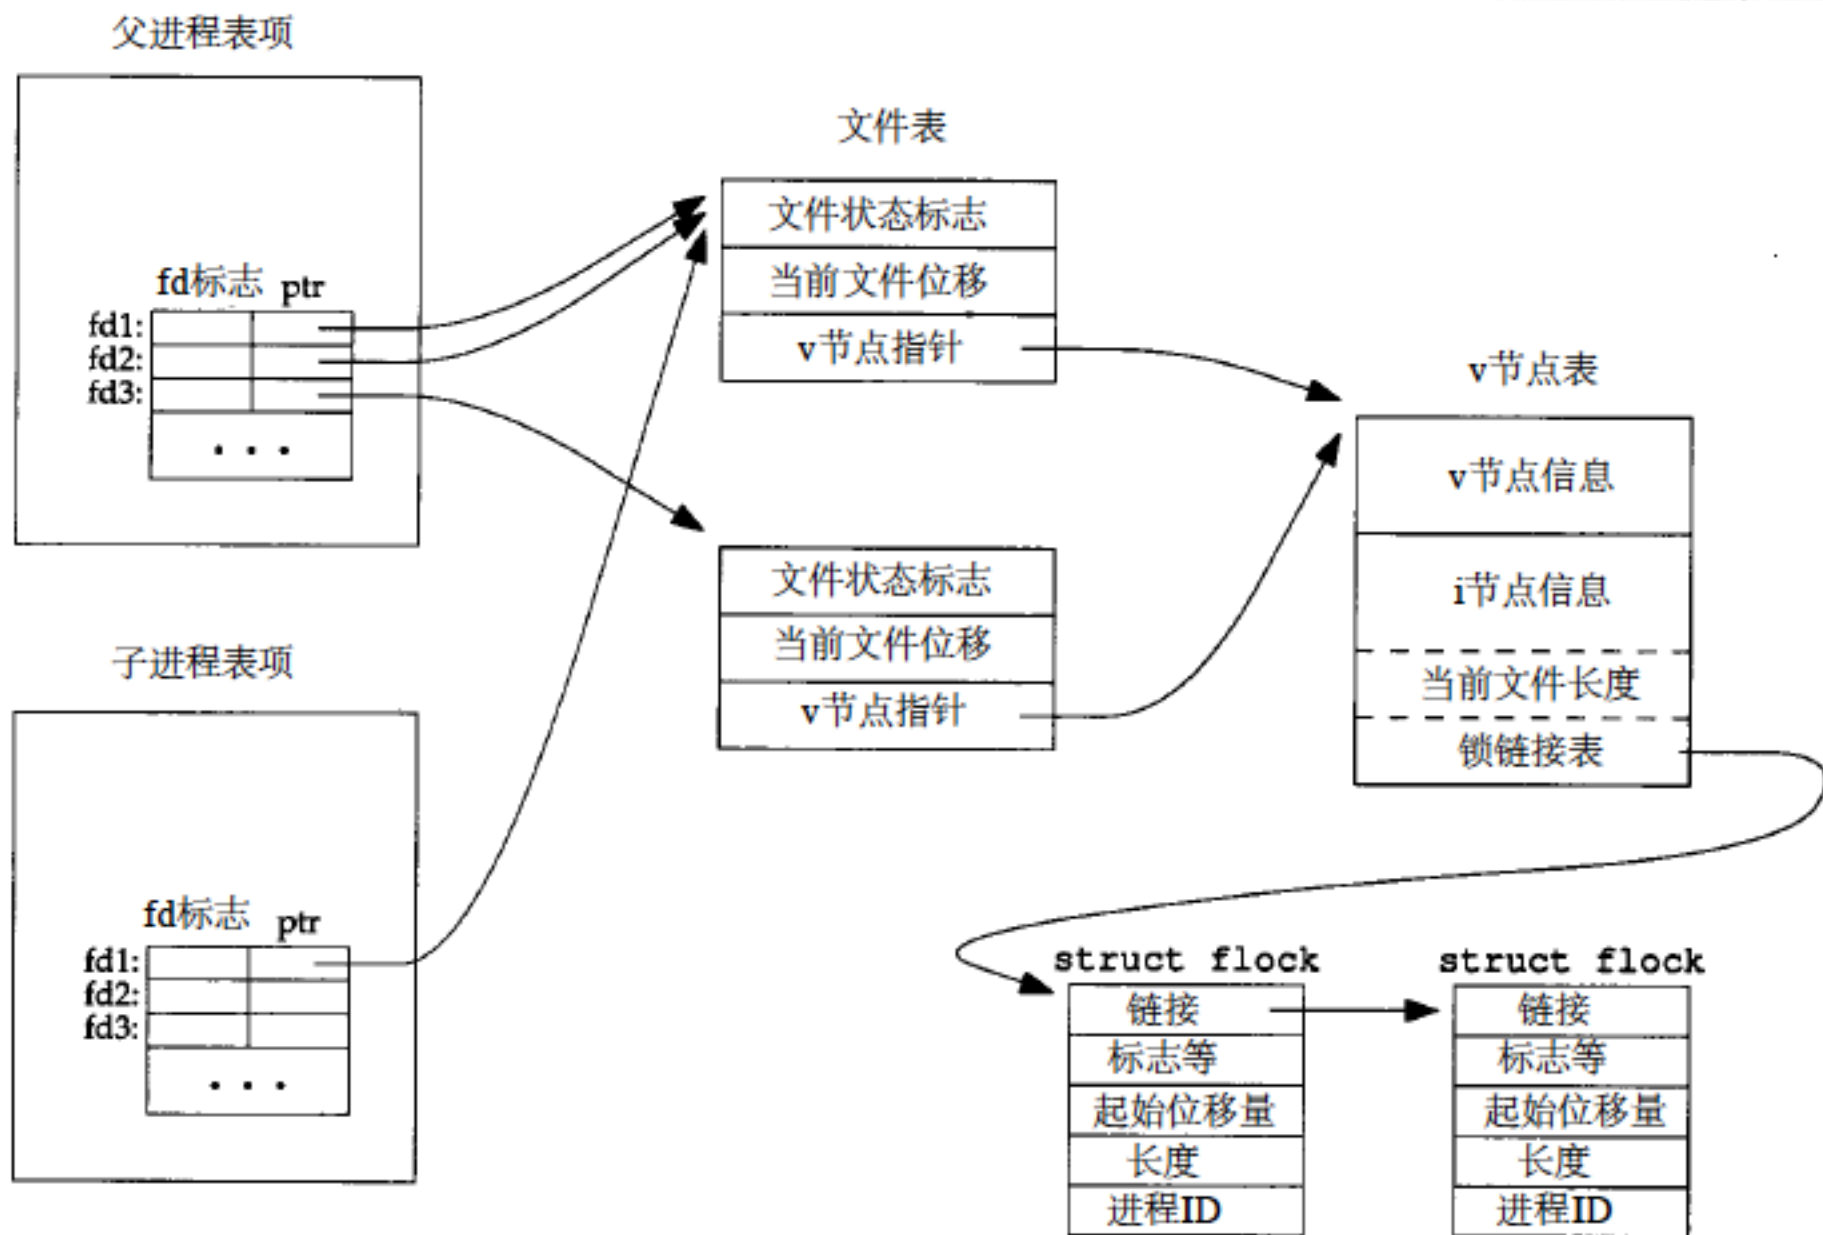 父进程表项
fd标志 ptr
fd1:
fd2:
fd3:
. . .
子进程表项
fd标志 ptr
fd1:
fd2:
fd3:
. . .
文件表
文件状态标志
当前文件位移
v节点指针
文件状态标志
当前文件位移
v节点指针
v节点表
v节点信息
i节点信息
当前文件长度
锁链接表
struct flock
链接
标志等
起始位移量
长度
进程ID
struct flock
链接
标志等
起始位移量
长度
进程ID